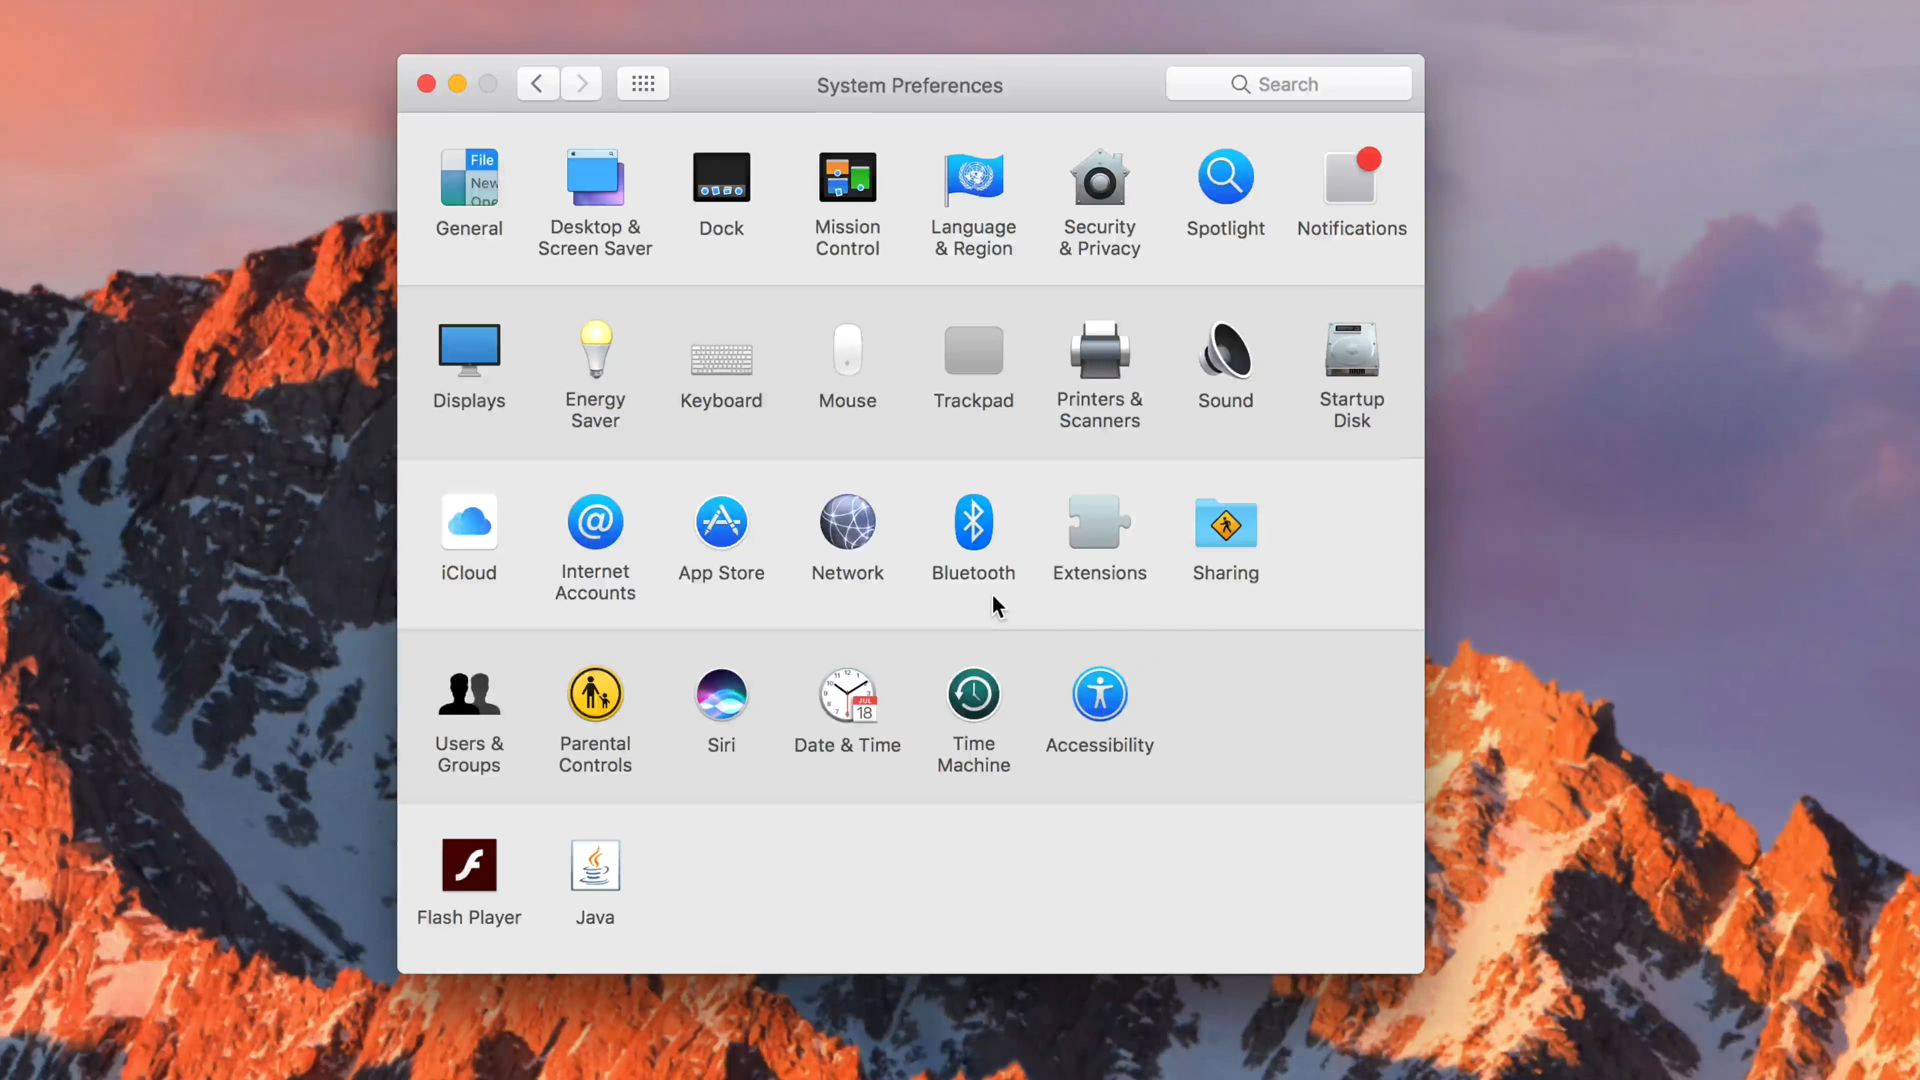 System Preferences
Search
File
New
General
Desktop &
Screen Saver
Dock
Mission
Control
Language
& Region
Security
& Privacy
Spotlight
Notifications
Displays
Energy
Saver
Keyboard
Mouse
Trackpad
Printers &
Scanners
Sound
Startup
Disk
iCloud
@
Internet
Accounts
App Store
Network
Bluetooth
Extensions
Sharing
Users &
Groups
Parental
Controls
Siri
JUL
18
Date & Time
Time
Machine
Accessibility
Flash Player
Java